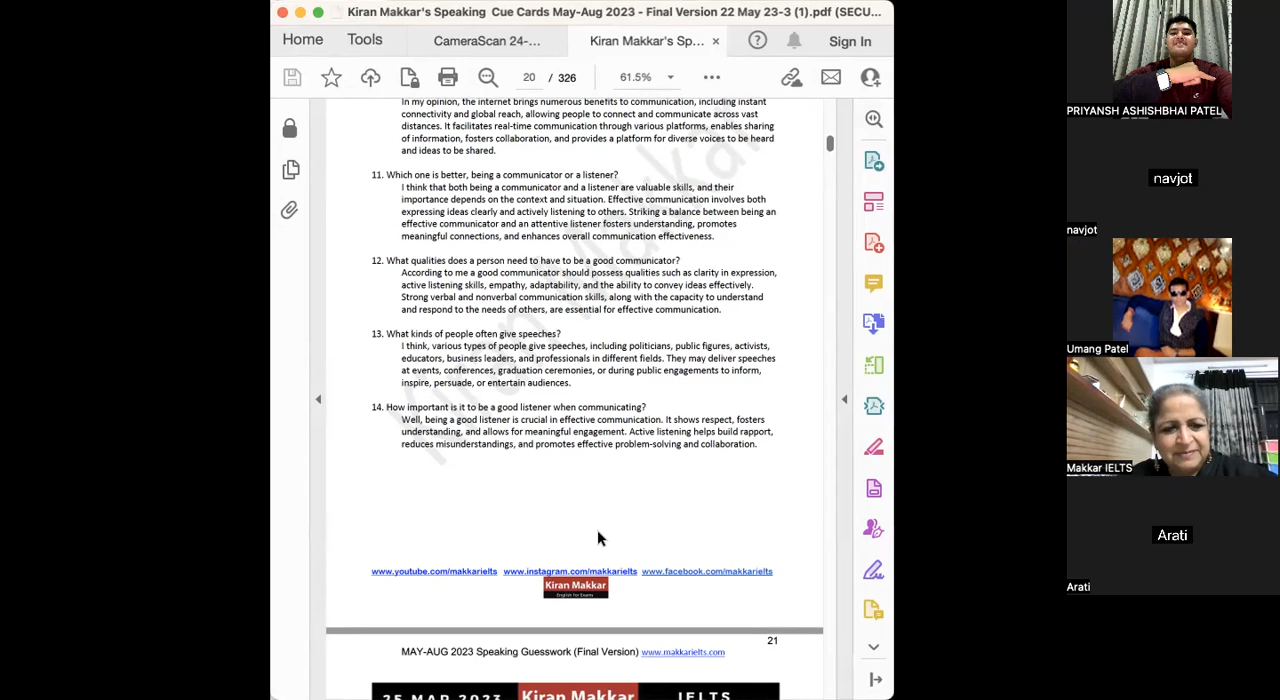 Kiran Makkar's Speaking Cue Cards May-Aug 2023 - Final Version 22 May 23-3 (1).pdf (SECU...
Home Tools CameraScan 24-... Kiran Makkar's Sp... × Sign In
20 / 326 61.5%
In my opinion, the internet brings numerous benefits to communication, including instant
connectivity and global reach, allowing people to connect and communicate across vast
distances. It facilitates real-time communication through various platforms, enables sharing
of information, fosters collaboration, and provides a platform for diverse voices to be heard
and ideas to be shared.
11. Which one is better, being a communicator or a listener?
I think that both being a communicator and a listener are valuable skills, and their
importance depends on the context and situation. Effective communication involves both
expressing ideas clearly and actively listening to others. Striking a balance between being an
effective communicator and an attentive listener fosters understanding, promotes
meaningful connections, and enhances overall communication effectiveness.
12. What qualities does a person need to have to be a good communicator?
According to me a good communicator should possess qualities such as clarity in expression,
active listening skills, empathy, adaptability, and the ability to convey ideas effectively.
Strong verbal and nonverbal communication skills, along with the capacity to understand
and respond to the needs of others, are essential for effective communication.
13. What kinds of people often give speeches?
I think, various types of people give speeches, including politicians, public figures, activists,
educators, business leaders, and professionals in different fields. They may deliver speeches
at events, conferences, graduation ceremonies, or during public engagements to inform,
inspire, persuade, or entertain audiences.
14. How important is it to be a good listener when communicating?
Well, being a good listener is crucial in effective communication. It shows respect, fosters
understanding, and allows for meaningful engagement. Active listening helps build rapport,
reduces misunderstandings, and promotes effective problem-solving and collaboration.
Kiran Makkar
www.youtube.com/makkarielts www.instagram.com/makkarielts www.facebook.com/makkarielts
Kiran Makkar
English For Exams
21
MAY-AUG 2023 Speaking Guesswork (Final Version) www.makkarielts.com
25 MAR 2023 Kiran Makkar IELTS
PRIYANSH ASHISHBHAI PATEL
navjot
navjot
Umang Patel
Makkar IELTS
Arati
Arati